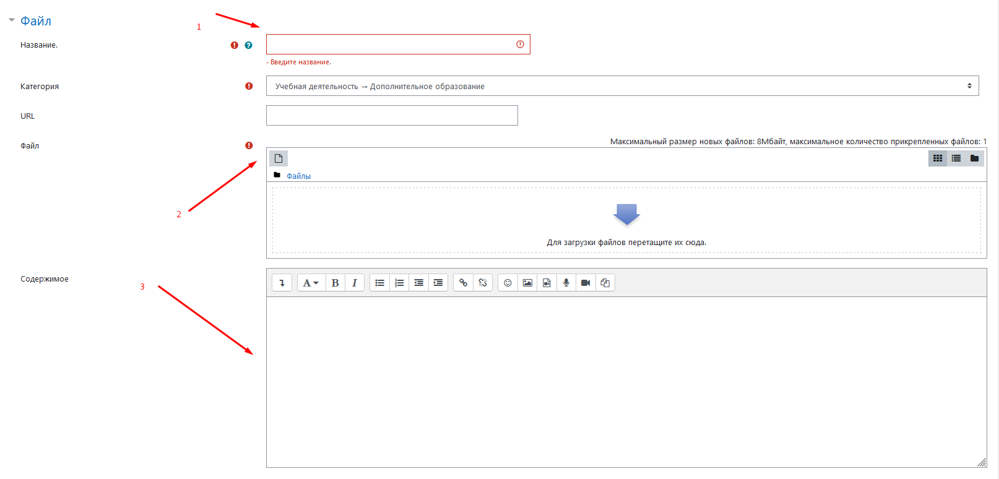 Файл
1
Название.
- Введите название.
Категория
Учебная деятельность → Дополнительное образование
URL
Файл
Максимальный размер новых файлов: 8Мбайт, максимальное количество прикрепленных файлов: 1
Файлы
2
Для загрузки файлов перетащите их сюда.
Содержимое
3
A B I